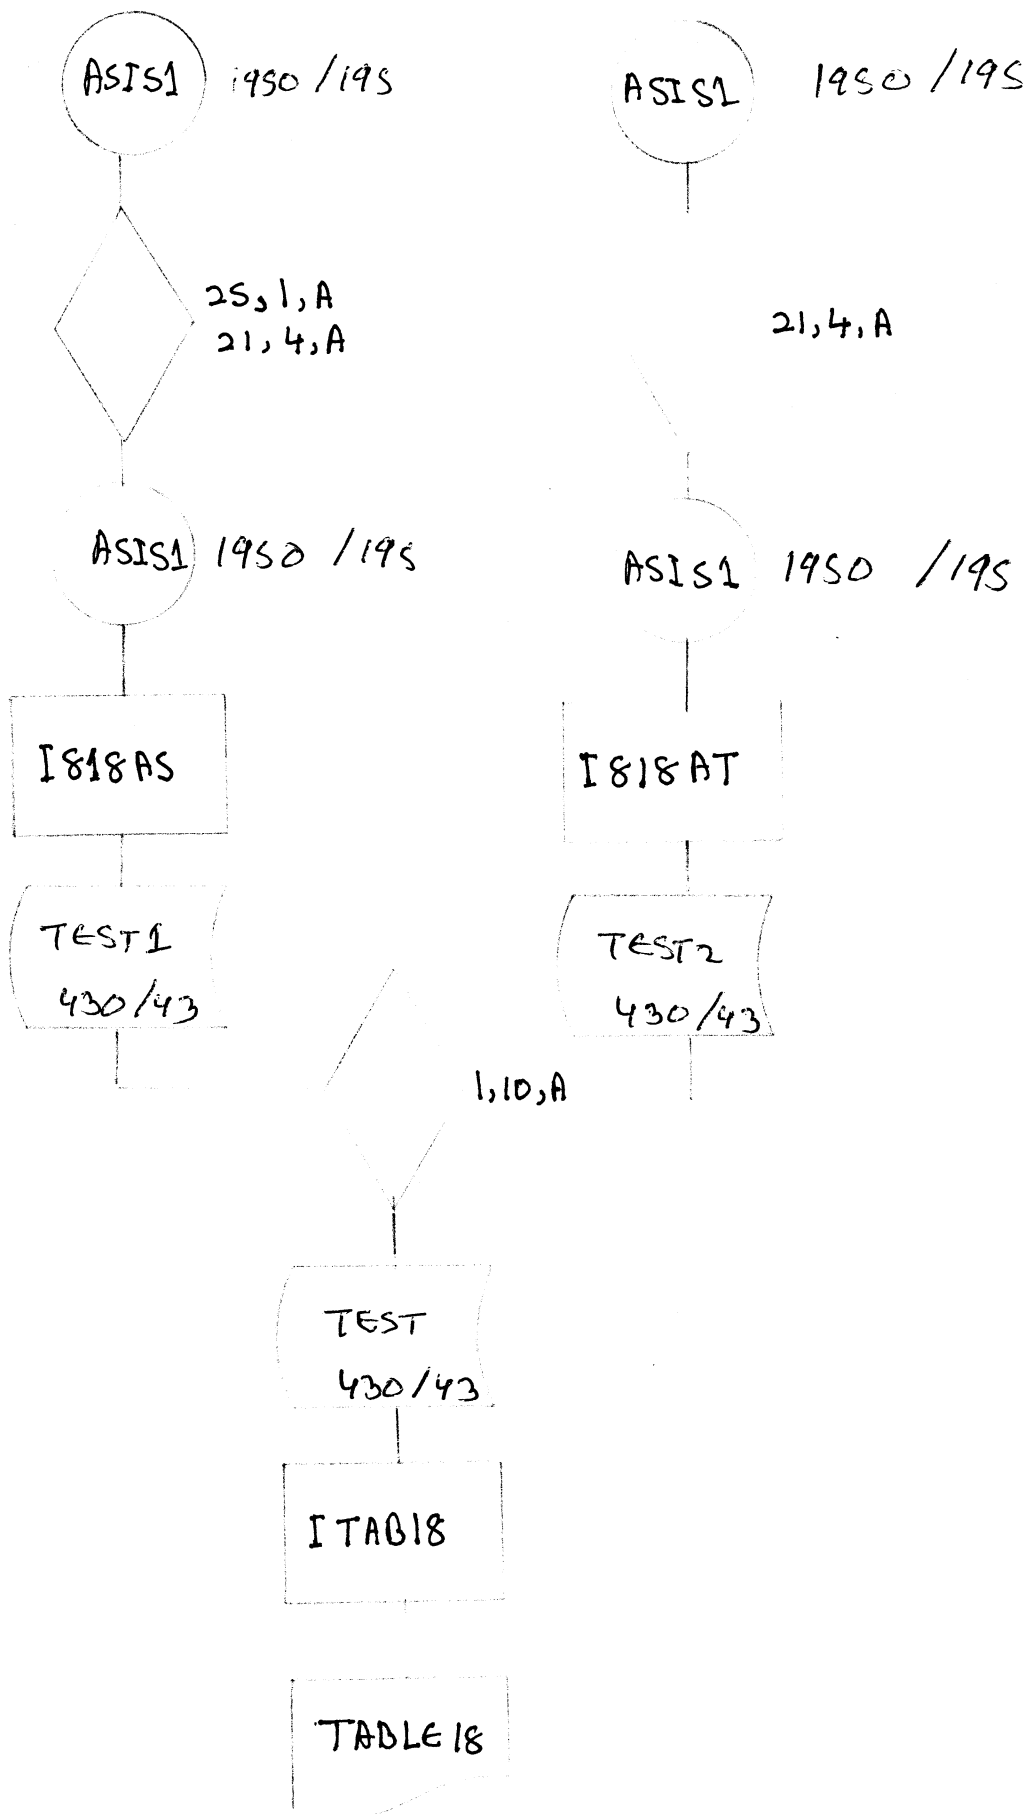 ASIS1 1950/195
25,1,A
21,4,A
ASIS1 1950 /195
I818AS
TEST1
430/43
ASIS1 1950/195
21,4,A
ASIS1 1950 /195
I818AT
TEST2
430/43
1,10,A
TEST
430/43
ITAB18
TABLE18